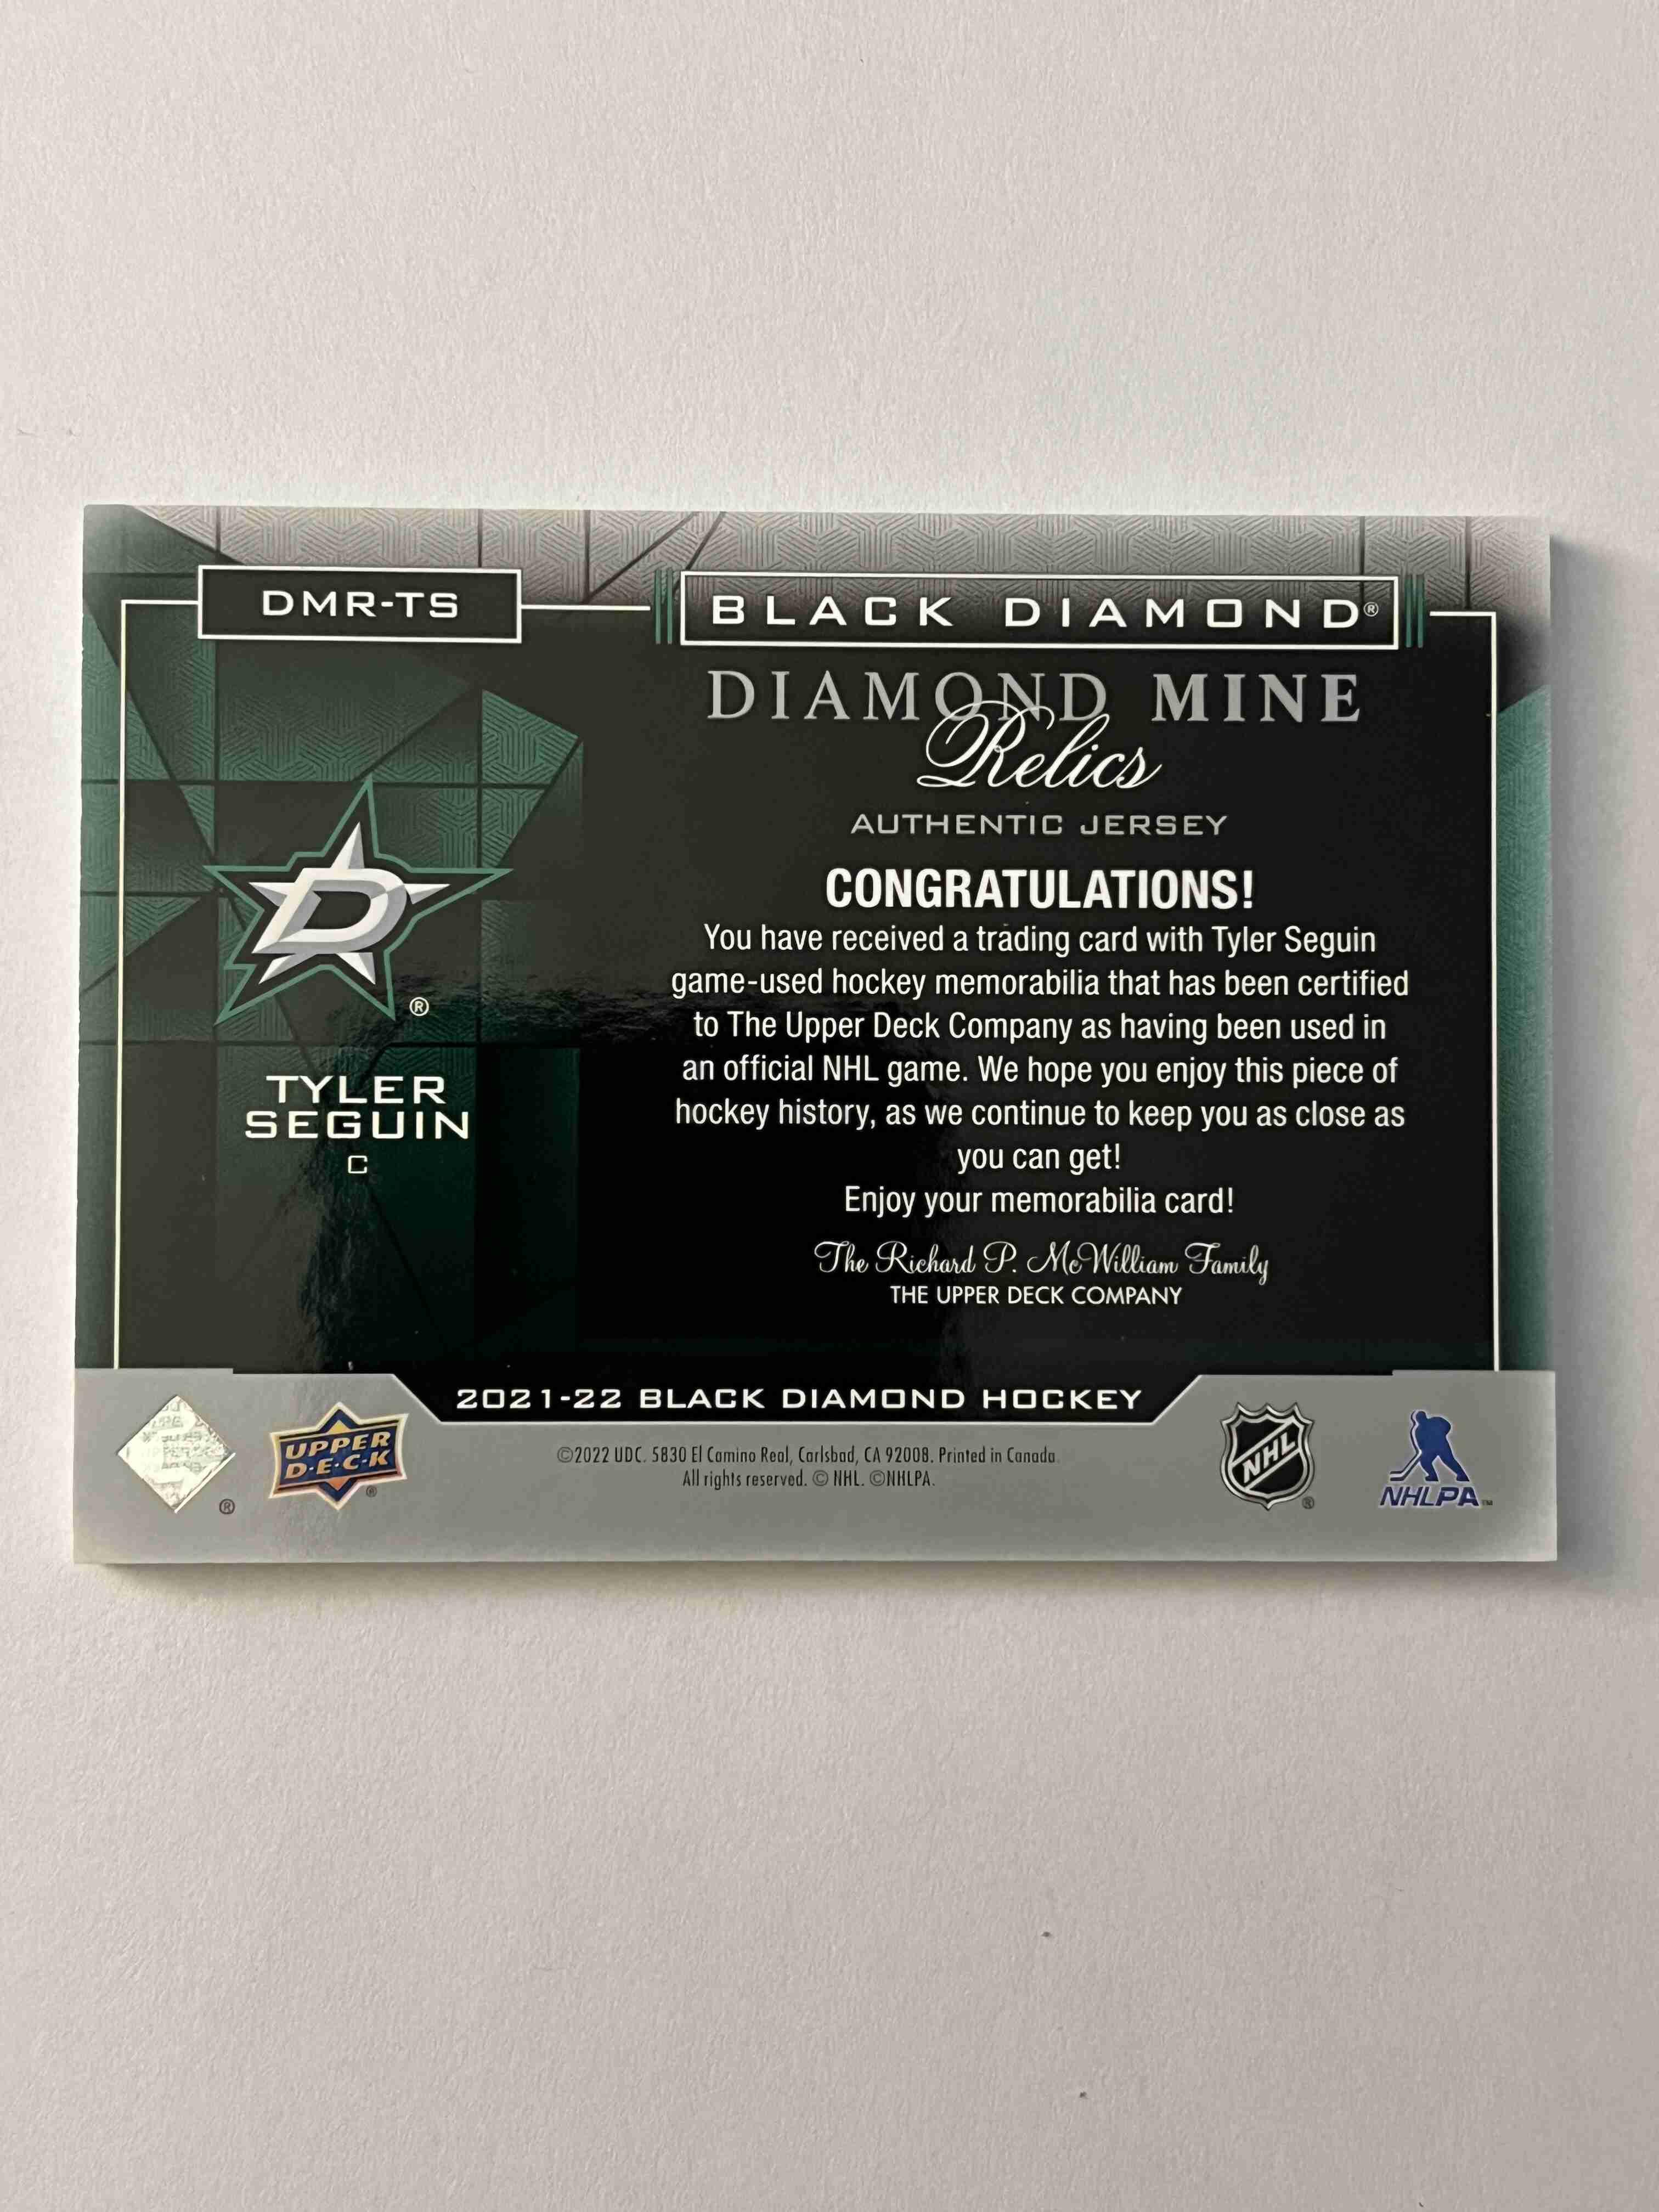 DMR-TS
BLACK DIAMOND®
DIAMOND MINE
Relics
AUTHENTIC JERSEY
CONGRATULATIONS!
You have received a trading card with Tyler Seguin
game-used hockey memorabilia that has been certified
to The Upper Deck Company as having been used in
an official NHL game. We hope you enjoy this piece of
hockey history, as we continue to keep you as close as
you can get!
Enjoy your memorabilia card!
The Richard P. McWilliam Family
THE UPPER DECK COMPANY
D
®
TYLER
SEGUIN
C
2021-22 BLACK DIAMOND HOCKEY
®
UPPER
D·E·C·K
®
©2022 UDC. 5830 El Camino Real, Carlsbad, CA 92008. Printed in Canada
All rights reserved. © NHL. ©NHLPA.
NHL
®
NHLPA™